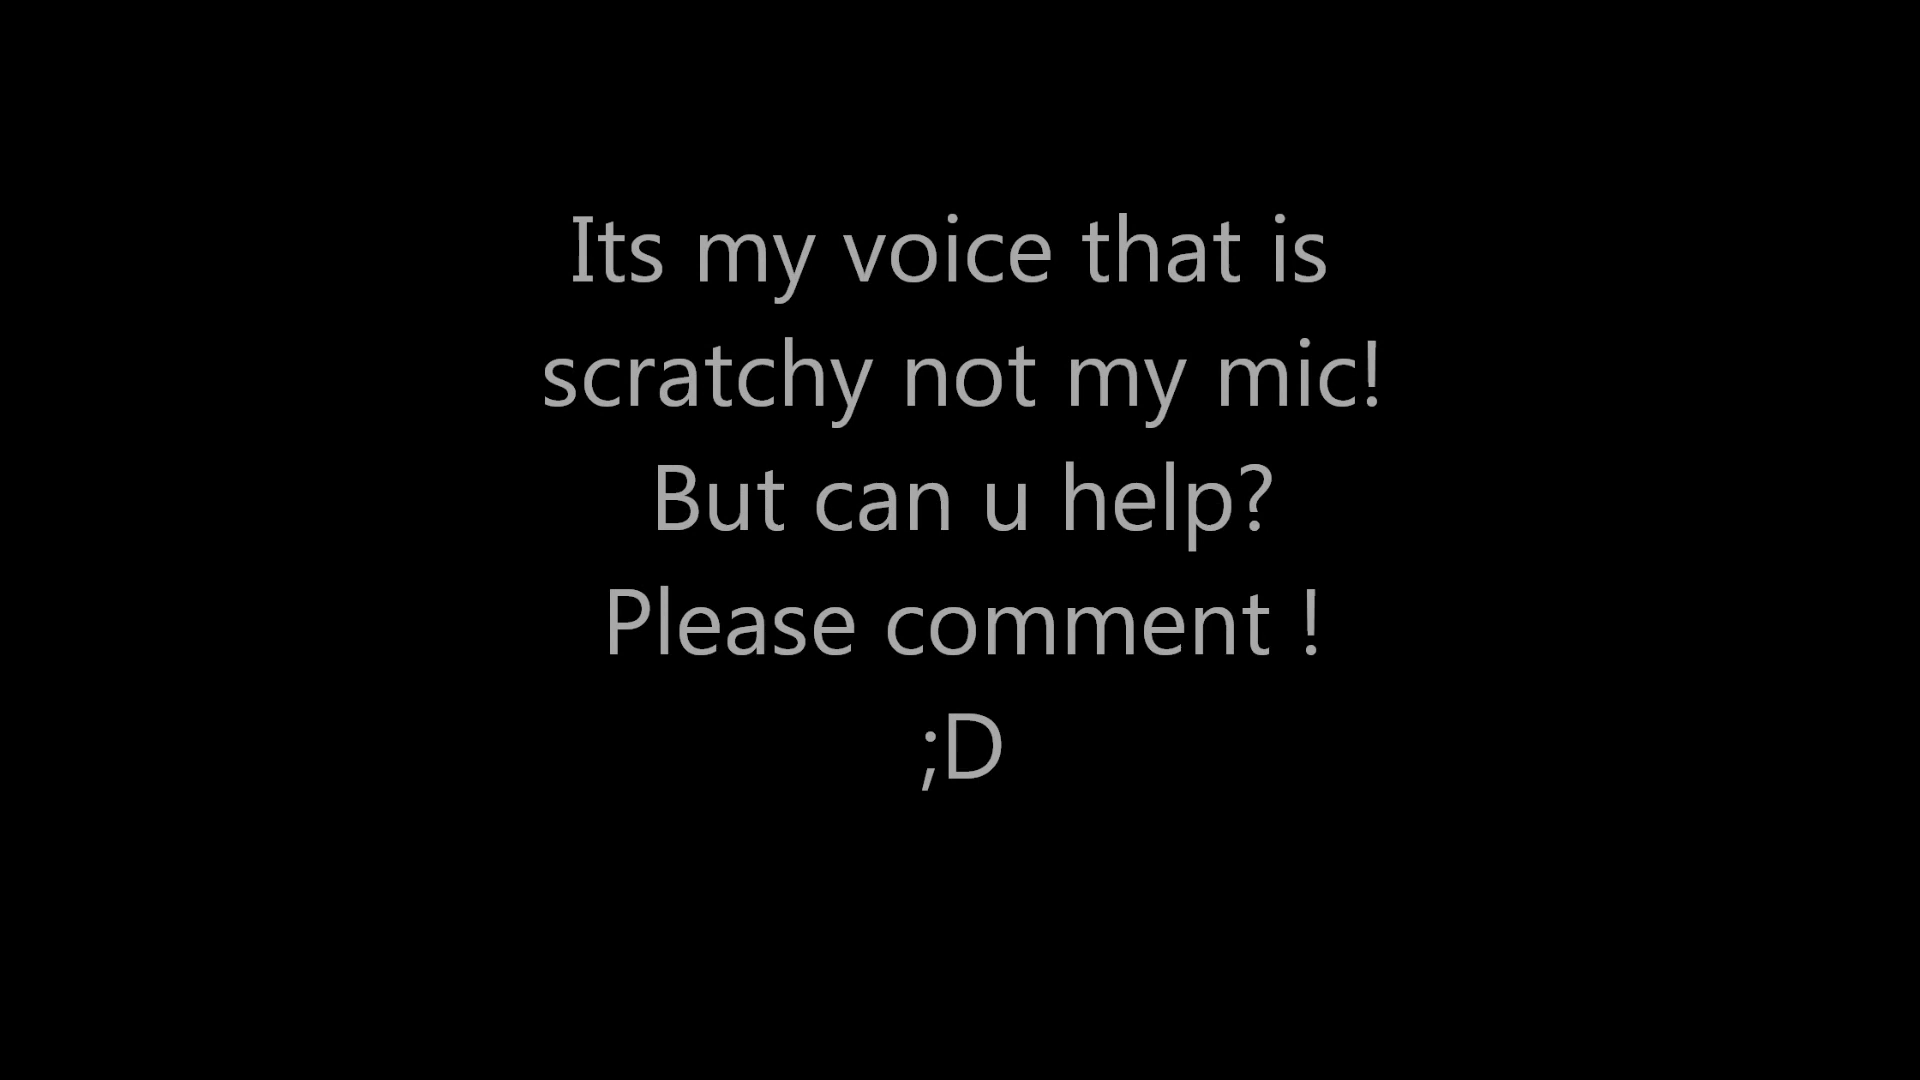 Its my voice that is
scratchy not my mic!
But can u help?
Please comment !
;D